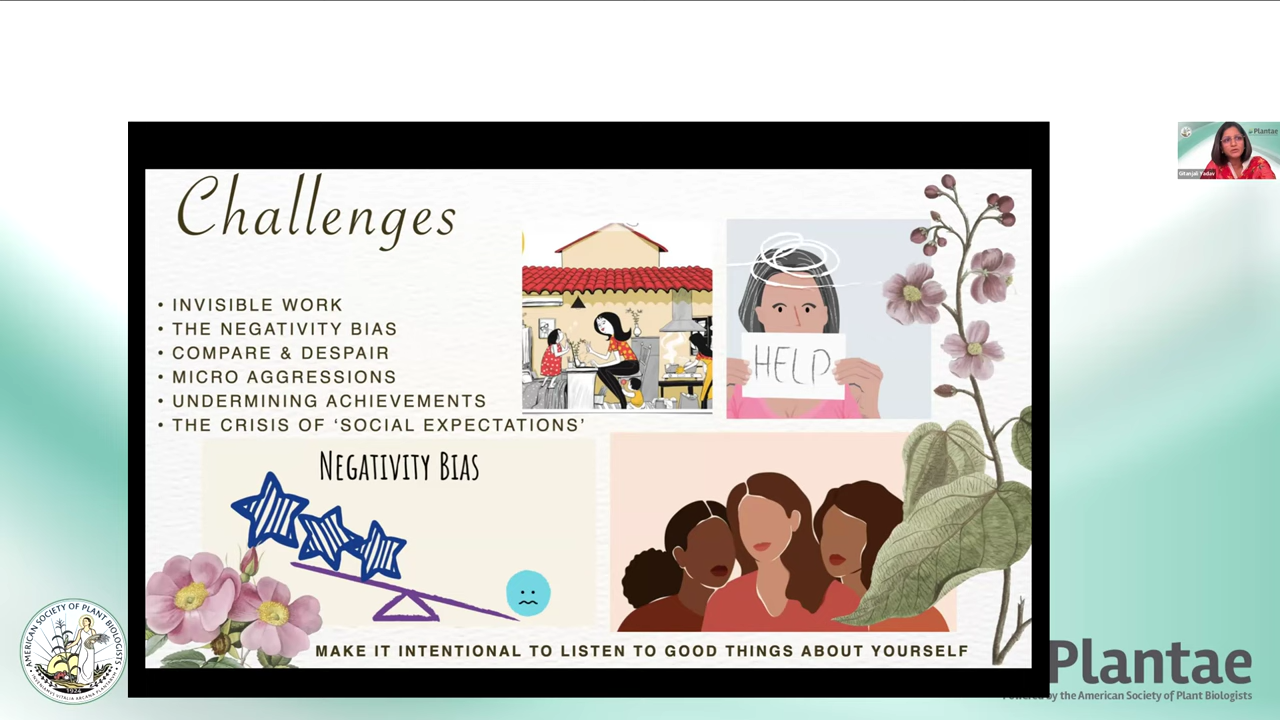 Challenges
• INVISIBLE WORK
• THE NEGATIVITY BIAS
• COMPARE & DESPAIR
• MICRO AGGRESSIONS
• UNDERMINING ACHIEVEMENTS
• THE CRISIS OF ‘SOCIAL EXPECTATIONS’
HELP
NEGATIVITY BIAS
MAKE IT INTENTIONAL TO LISTEN TO GOOD THINGS ABOUT YOURSELF
Plantae
Gitanjali Yadav
AMERICAN SOCIETY OF PLANT BIOLOGISTS
1924
Plantae
by the American Society of Plant Biologists